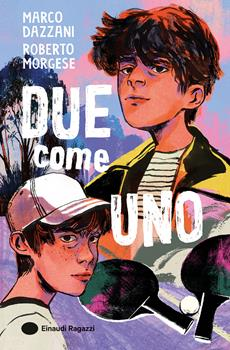 MARCO
DAZZANI
ROBERTO
MORGESE
DUE
come
UNO
Einaudi Ragazzi